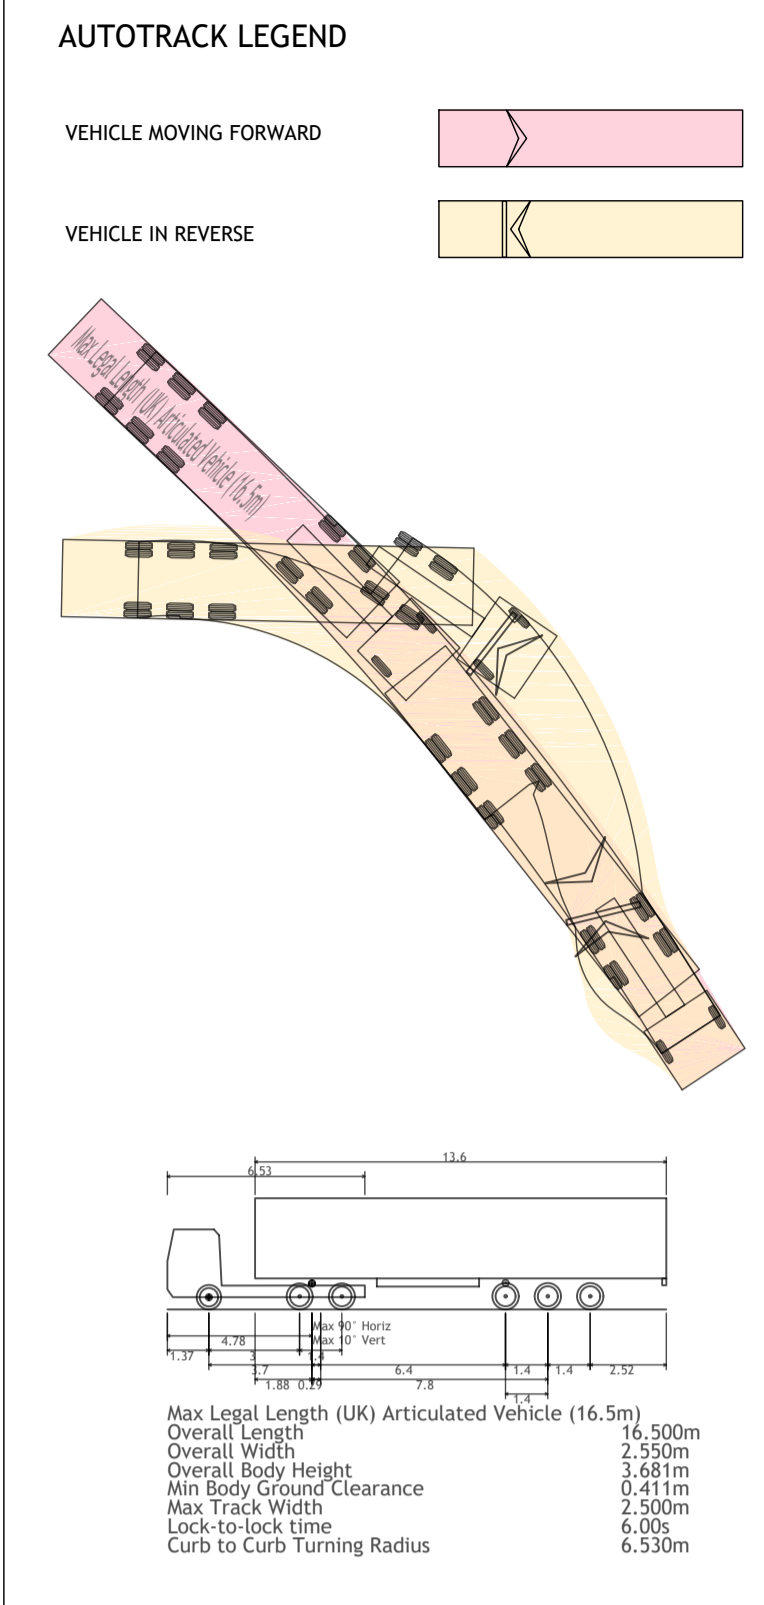 AUTOTRACK LEGEND
VEHICLE MOVING FORWARD
VEHICLE IN REVERSE
Max Legal Length (UK) Articulated Vehicle (16.5m)
13.6
6.53
Max 90° Horiz
4.78
Max 10° Vert
1.37
3
1.4
3.7
6.4
1.4
1.4
2.52
1.88
0.29
7.8
1.4
Max Legal Length (UK) Articulated Vehicle (16.5m)
Overall Length 16.500m
Overall Width 2.550m
Overall Body Height 3.681m
Min Body Ground Clearance 0.411m
Max Track Width 2.500m
Lock-to-lock time 6.00s
Curb to Curb Turning Radius 6.530m